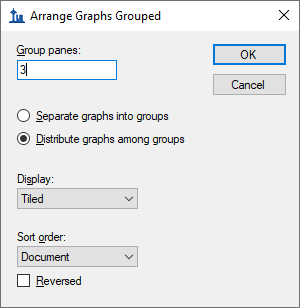 Arrange Graphs Grouped
Group panes:
3
OK
Cancel
Separate graphs into groups
Distribute graphs among groups
Display:
Tiled
Sort order:
Document
Reversed